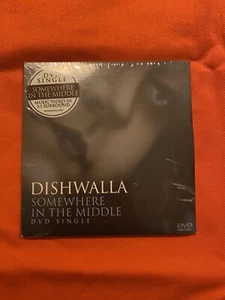 DVD
SINGLE
SOMEWHERE
IN THE MIDDLE
MUSIC VIDEO IN
5.1 SURROUND
DISHWALLA
SOMEWHERE
IN THE MIDDLE
DVD SINGLE
DVD